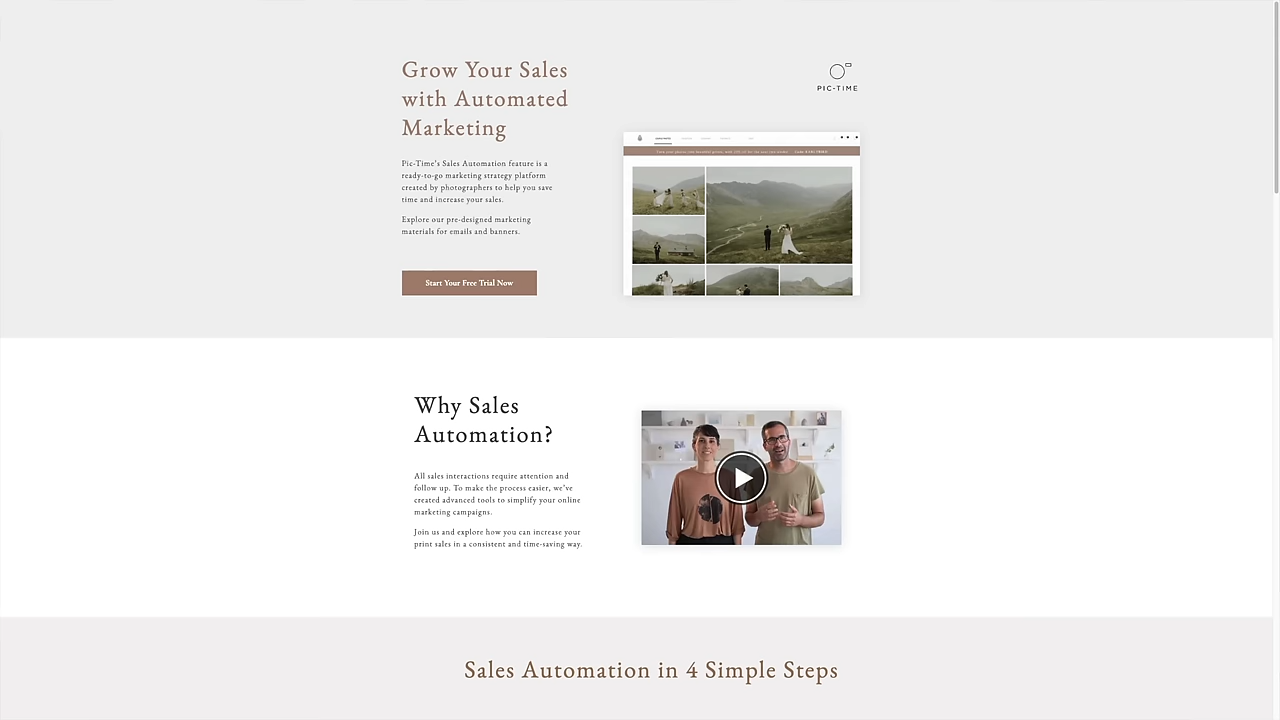 Grow Your Sales
with Automated
Marketing
PIC-TIME
Pic-Time's Sales Automation feature is a
ready-to-go marketing strategy platform
created by photographers to help you save
time and increase your sales.
Explore our pre-designed marketing
materials for emails and banners.
Start Your Free Trial Now
Why Sales
Automation?
All sales interactions require attention and
follow up. To make the process easier, we've
created advanced tools to simplify your online
marketing campaigns.
Join us and explore how you can increase your
print sales in a consistent and time-saving way.
Sales Automation in 4 Simple Steps